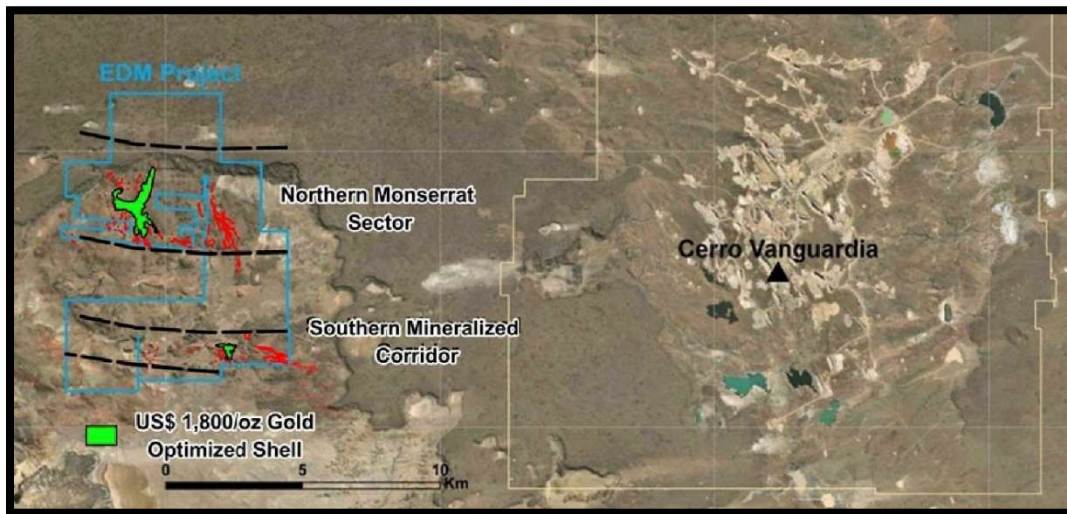 EDM Project
Northern Monserrat
Sector
Cerro Vanguardia
Southern Mineralized
Corridor
US$ 1,800/oz Gold
Optimized Shell
0 5 10
Km